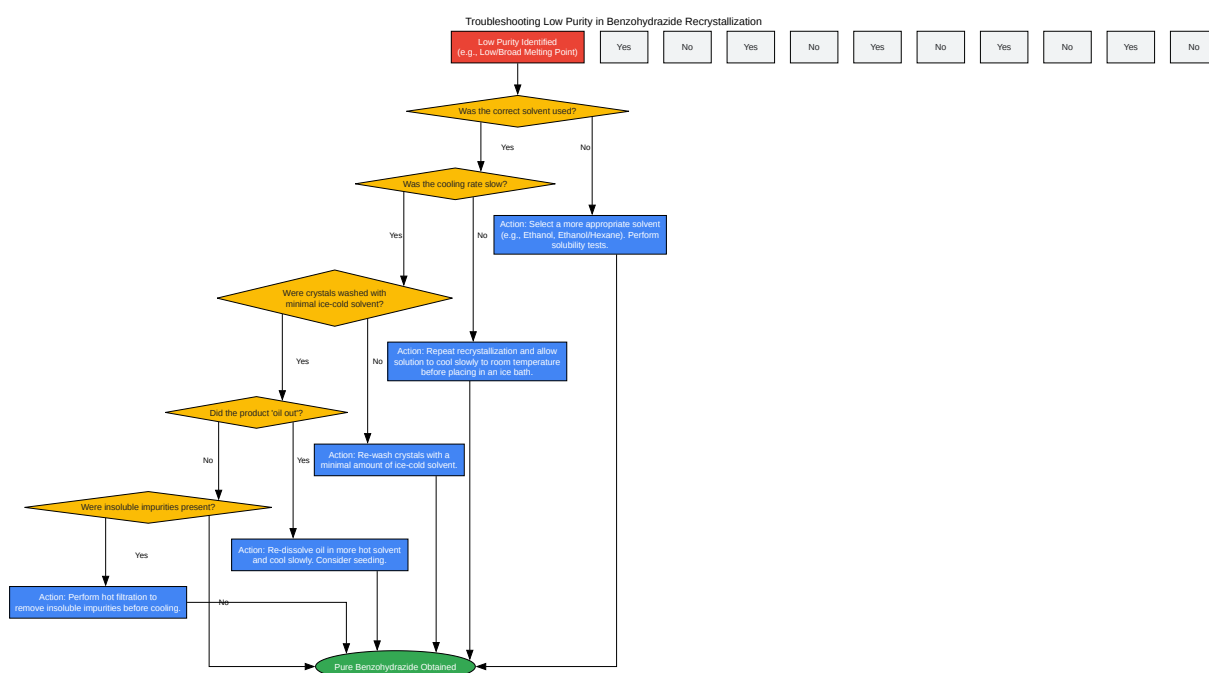 Troubleshooting Low Purity in Benzohydrazide Recrystallization
Low Purity Identified
(e.g., Low/Broad Melting Point)
Yes
No
Yes
No
Yes
No
Yes
No
Yes
No
Was the correct solvent used?
Yes
No
Was the cooling rate slow?
Action: Select a more appropriate solvent
(e.g., Ethanol, Ethanol/Hexane). Perform
solubility tests.
Yes
No
Were crystals washed with
minimal ice-cold solvent?
Action: Repeat recrystallization and allow
solution to cool slowly to room temperature
before placing in an ice bath.
Yes
No
Did the product 'oil out'?
Action: Re-wash crystals with a
minimal amount of ice-cold solvent.
No
Yes
Were insoluble impurities present?
Action: Re-dissolve oil in more hot solvent
and cool slowly. Consider seeding.
Yes
Action: Perform hot filtration to
remove insoluble impurities before cooling.
No
Pure Benzohydrazide Obtained